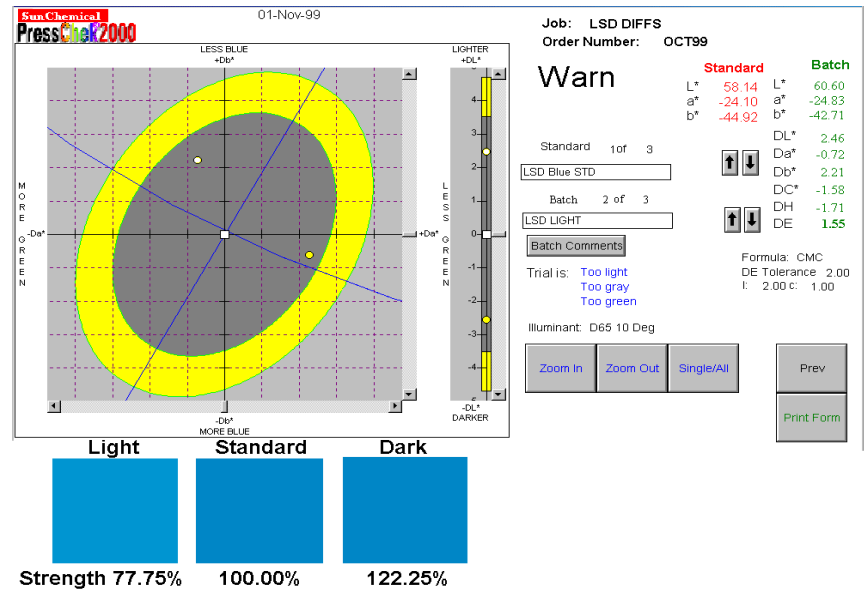 SunChemical
PressChek2000
01-Nov-99
LESS BLUE
+Db*
LIGHTER
+DL*
4
3
2
1
0
-1
-2
-3
-4
MORE GREEN
-Da*
+Da*
LESS GREEN
-Db*
MORE BLUE
-DL*
DARKER
Job: LSD DIFFS
Order Number: OCT99
Warn
Standard Batch
L* 58.14 L* 60.60
a* -24.10 a* -24.83
b* -44.92 b* -42.71
DL* 2.46
Da* -0.72
Db* 2.21
DC* -1.58
DH -1.71
DE 1.55
Standard 1of 3
LSD Blue STD
Batch 2 of 3
LSD LIGHT
Batch Comments
Trial is: Too light
Too gray
Too green
Formula: CMC
DE Tolerance 2.00
l: 2.00 c: 1.00
Illuminant: D65 10 Deg
Zoom In Zoom Out Single/All Prev
Print Form
Light Standard Dark
Strength 77.75% 100.00% 122.25%